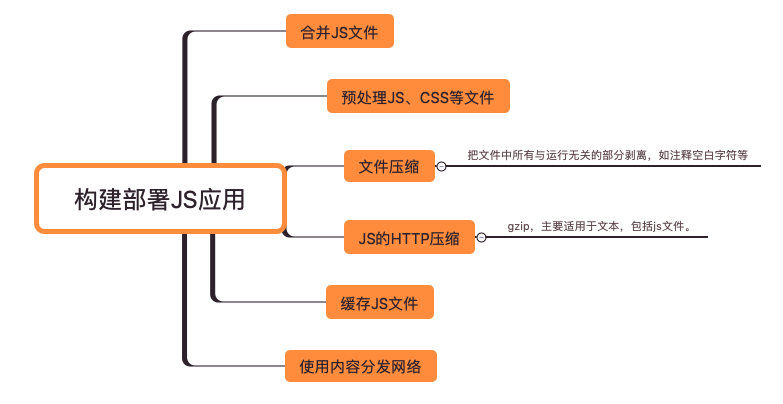 合并JS文件
预处理JS、CSS等文件
文件压缩
把文件中所有与运行无关的部分剥离，如注释空白字符等
构建部署JS应用
JS的HTTP压缩
gzip，主要适用于文本，包括js文件。
缓存JS文件
使用内容分发网络